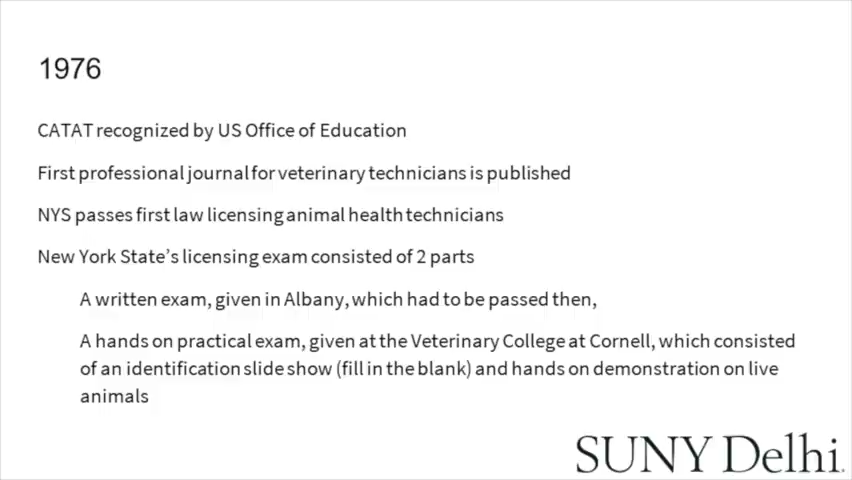 1976
CATAT recognized by US Office of Education
First professional journal for veterinary technicians is published
NYS passes first law licensing animal health technicians
New York State's licensing exam consisted of 2 parts
A written exam, given in Albany, which had to be passed then,
A hands on practical exam, given at the Veterinary College at Cornell, which consisted
of an identification slide show (fill in the blank) and hands on demonstration on live
animals
SUNY Delhi